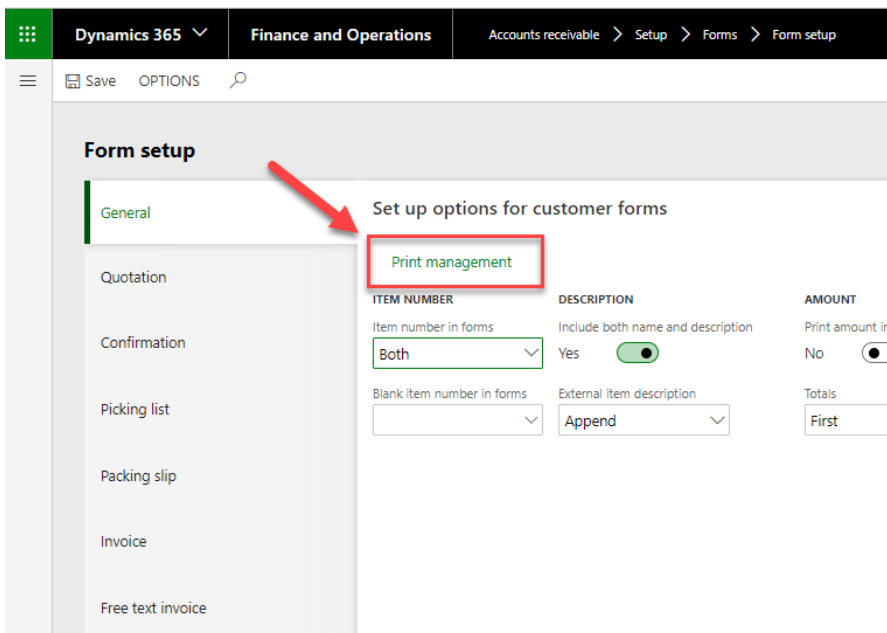 Dynamics 365 Finance and Operations Accounts receivable > Setup > Forms > Form setup
Save OPTIONS
Form setup
General
Quotation
Confirmation
Picking list
Packing slip
Invoice
Free text invoice
Set up options for customer forms
Print management
ITEM NUMBER DESCRIPTION AMOUNT
Item number in forms Include both name and description Print amount
Both Yes No
Blank item number in forms External item description Totals
Append First